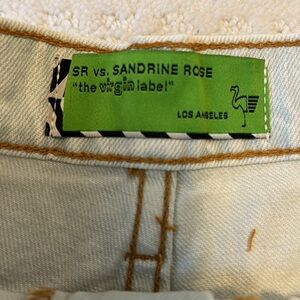 SR vs. SANDRINE ROSE
"the virgin label"
LOS ANGELES